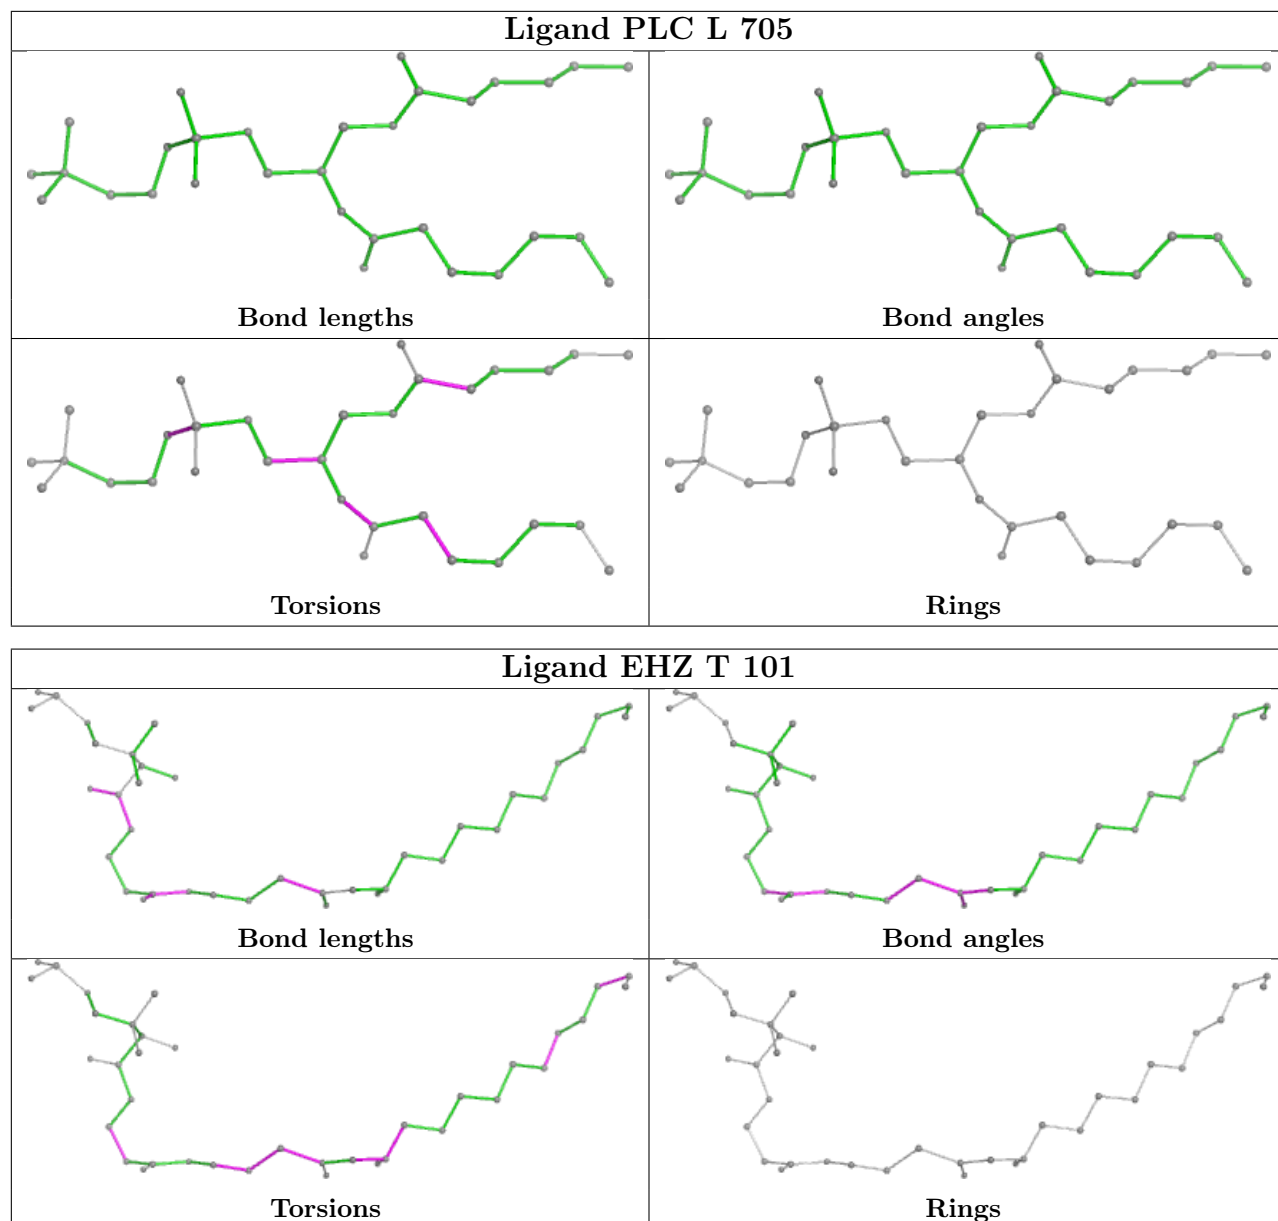 Ligand PLC L 705
Bond lengths
Bond angles
Torsions
Rings
Ligand EHZ T 101
Bond lengths
Bond angles
Torsions
Rings